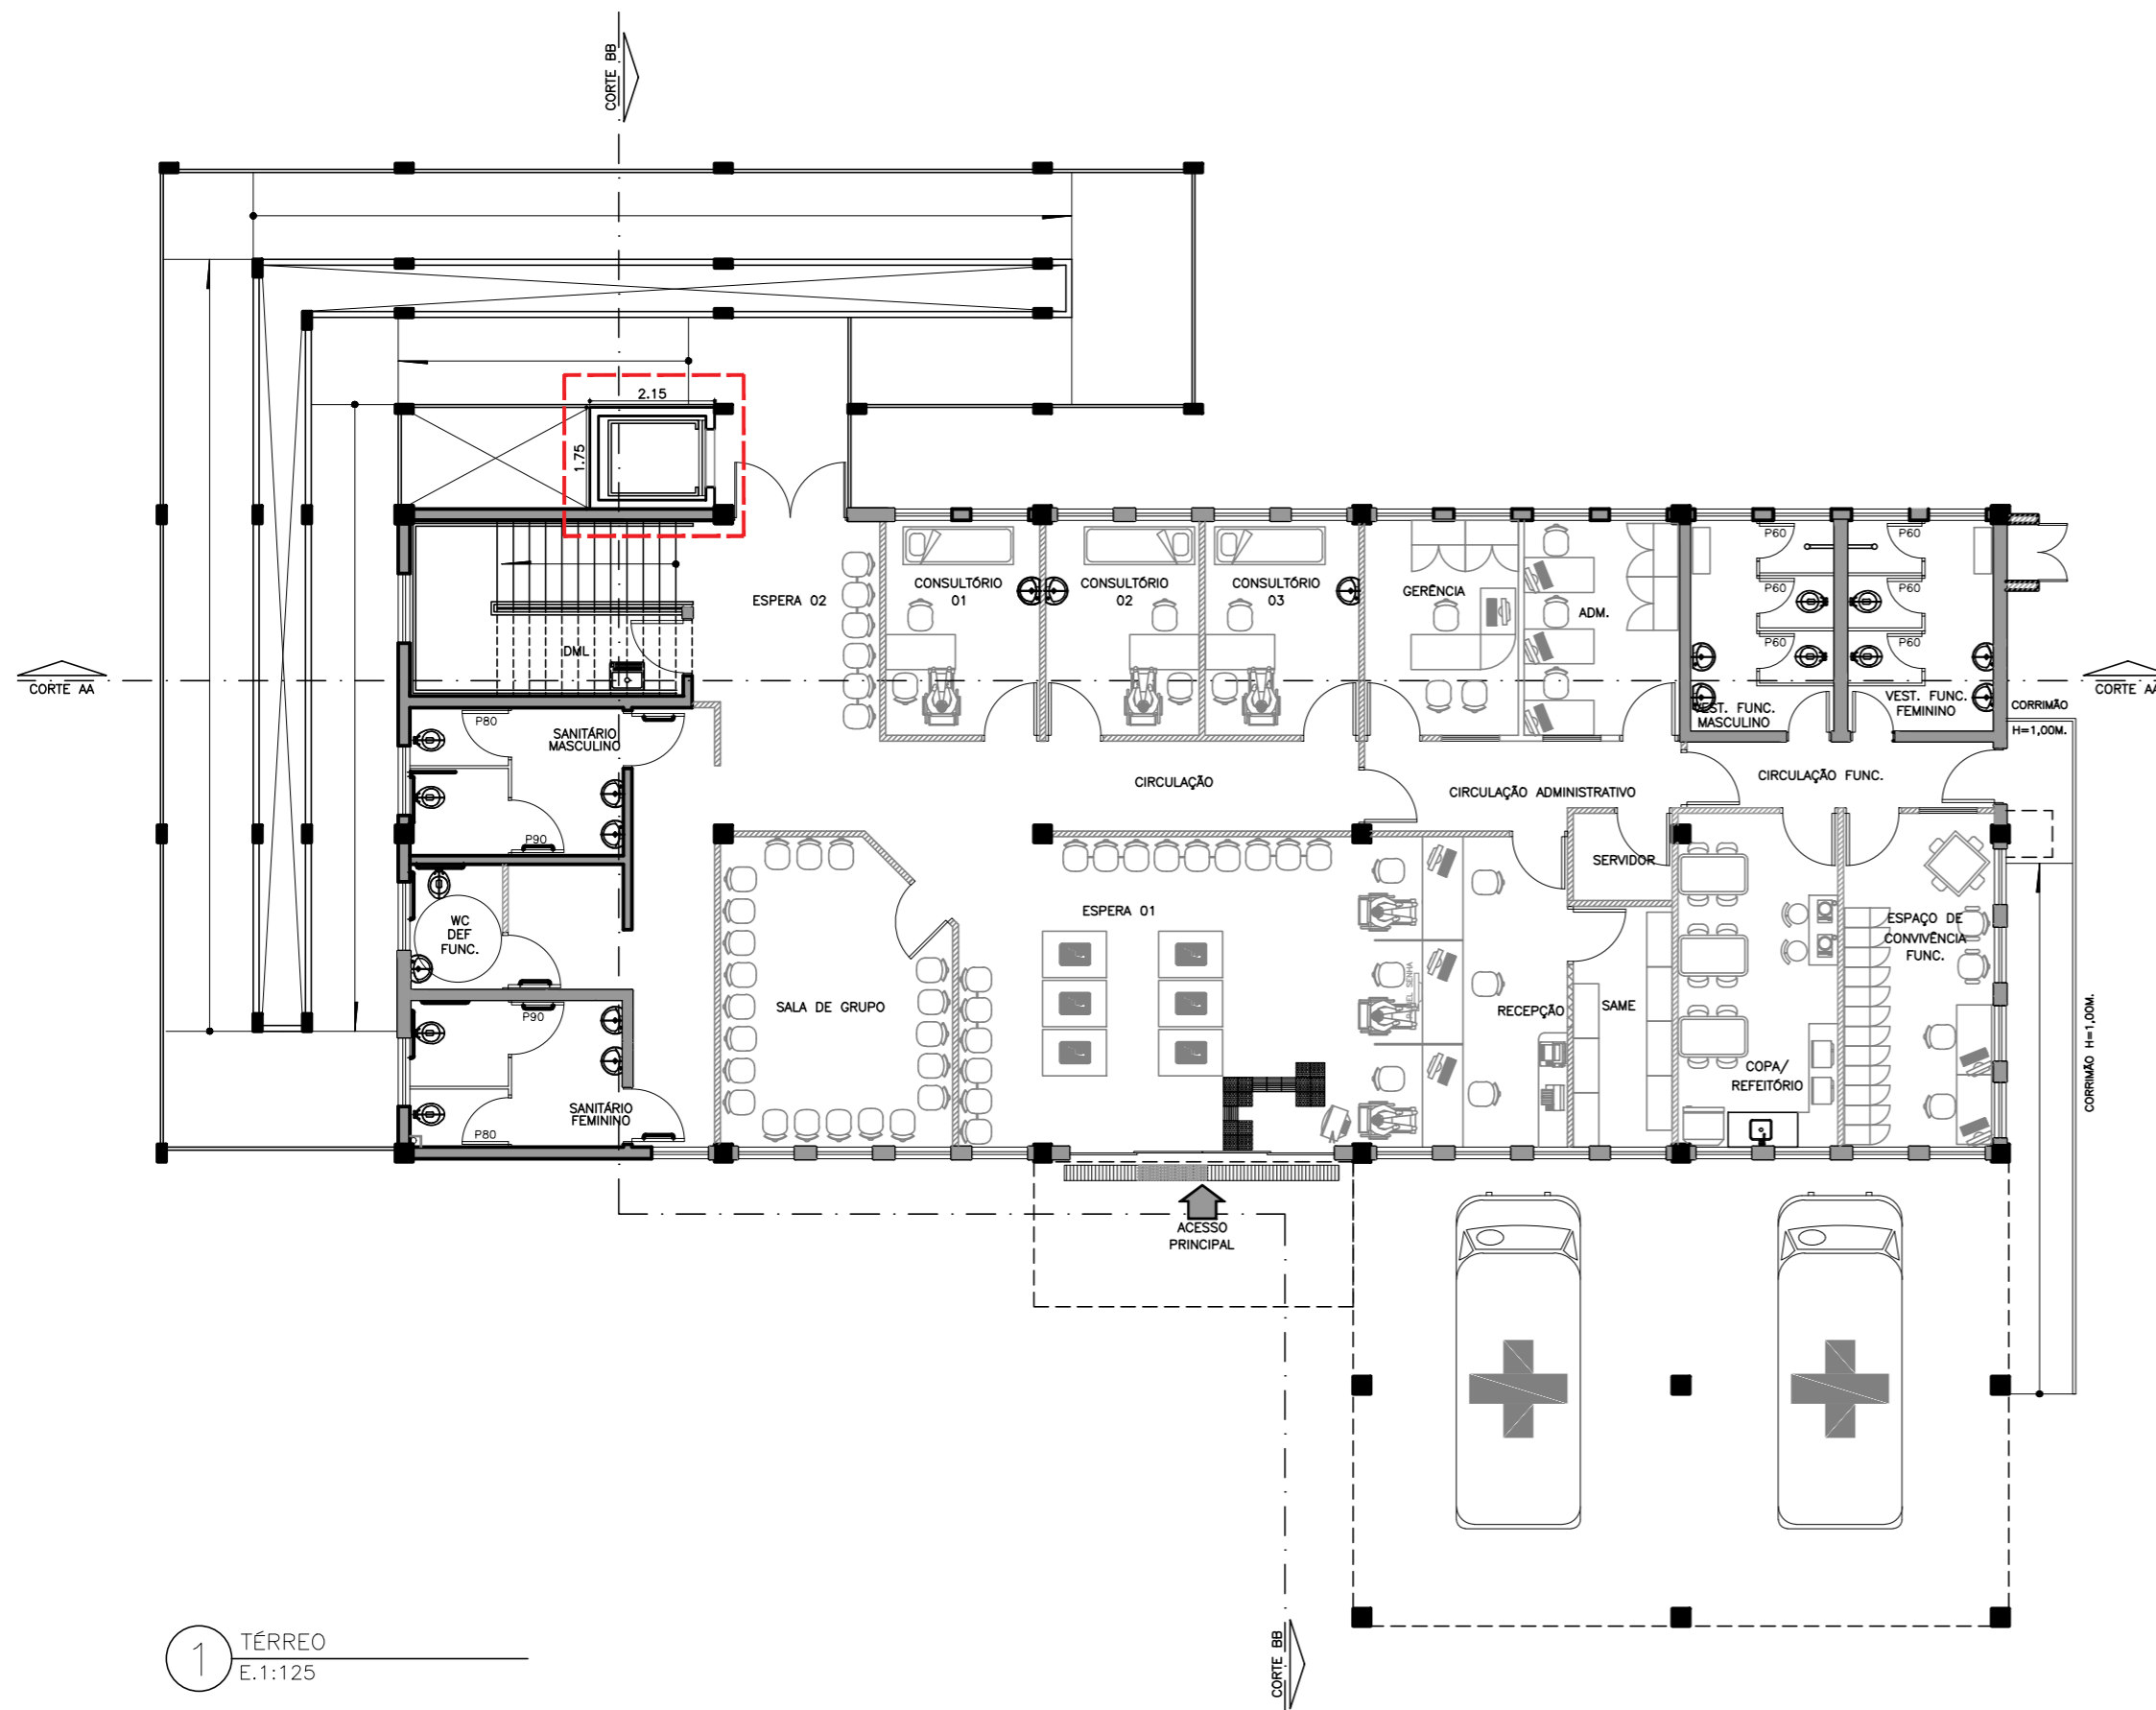 CORTE BB
2.15
1.75
P60
P60
CONSULTÓRIO
01
CONSULTÓRIO
02
CONSULTÓRIO
03
GERÊNCIA
ESPERA 02
ADM.
P60
P60
DML
P60
P60
CORTE AA
CORTE AA
VEST. FUNC.
MASCULINO
VEST. FUNC.
FEMININO
CORRIMÃO
H=1,00M.
P80
SANITÁRIO
MASCULINO
CIRCULAÇÃO
CIRCULAÇÃO ADMINISTRATIVO
CIRCULAÇÃO FUNC.
P90
SERVIDOR
WC
DEF
FUNC.
ESPERA 01
ESPAÇO DE
CONVIVÊNCIA
FUNC.
PAINEL SENHA
P90
SALA DE GRUPO
RECEPÇÃO
SAME
CORRIMÃO H=1,00M.
COPA/
REFEITÓRIO
SANITÁRIO
FEMININO
P80
ACESSO
PRINCIPAL
CORTE BB
1
TÉRREO
E.1:125